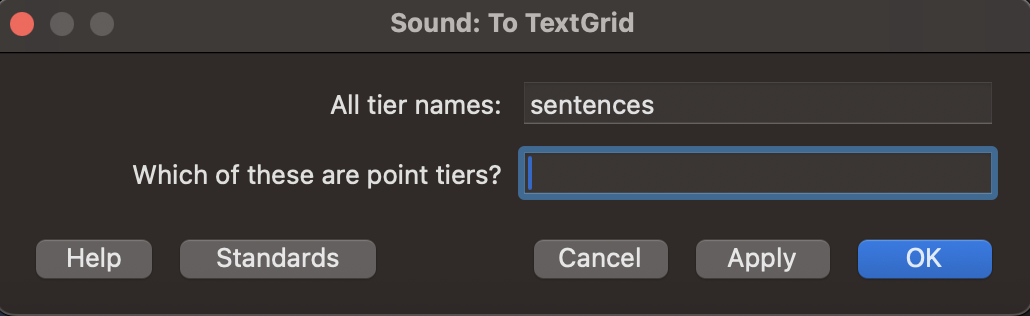 Sound: To TextGrid
All tier names: sentences
Which of these are point tiers?
Help Standards Cancel Apply OK